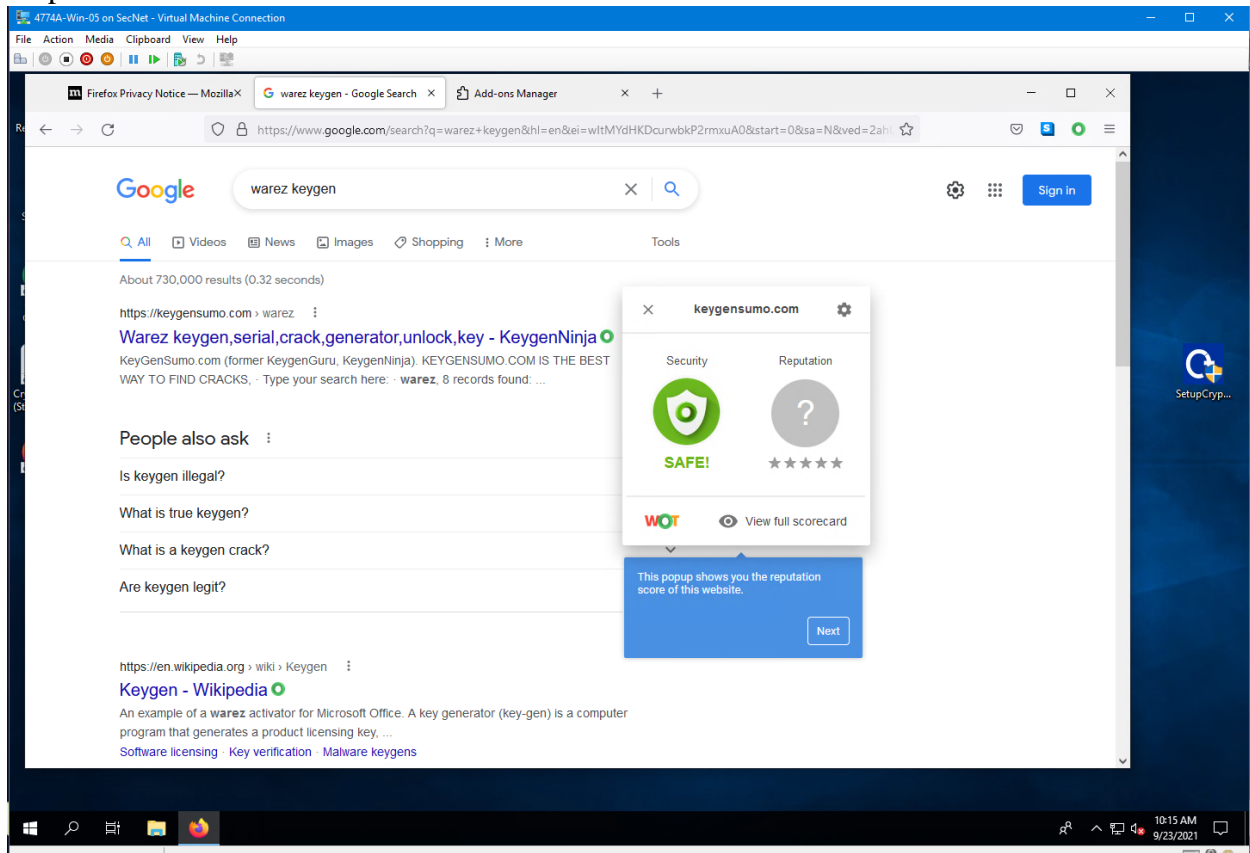 4774A-Win-05 on SecNet - Virtual Machine Connection
File Action Media Clipboard View Help
Firefox Privacy Notice — Mozilla
warez keygen - Google Search
Add-ons Manager
https://www.google.com/search?q=warez+keygen&hl=en&ei=wItMYdHKDcurwbkP2rmxuA0&start=0&sa=N&ved=2ahl
Google
warez keygen
Sign in
All Videos News Images Shopping More Tools
About 730,000 results (0.32 seconds)
https://keygensumo.com › warez
Warez keygen,serial,crack,generator,unlock,key - KeygenNinja
KeyGenSumo.com (former KeygenGuru, KeygenNinja). KEYGENSUMO.COM IS THE BEST
WAY TO FIND CRACKS, · Type your search here: · warez, 8 records found: ...
People also ask
Is keygen illegal?
What is true keygen?
What is a keygen crack?
Are keygen legit?
https://en.wikipedia.org › wiki › Keygen
Keygen - Wikipedia
An example of a warez activator for Microsoft Office. A key generator (key-gen) is a computer
program that generates a product licensing key, ...
Software licensing · Key verification · Malware keygens
keygensumo.com
Security Reputation
?
SAFE!
WOT View full scorecard
This popup shows you the reputation
score of this website.
Next
SetupCryp...
10:15 AM
9/23/2021